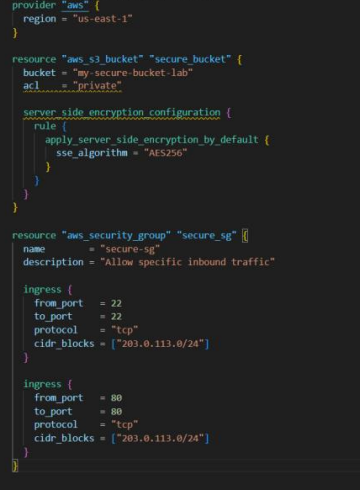 provider "aws" {
  region = "us-east-1"
}
resource "aws_s3_bucket" "secure_bucket" {
  bucket = "my-secure-bucket-lab"
  acl    = "private"
  server_side_encryption_configuration {
    rule {
      apply_server_side_encryption_by_default {
        sse_algorithm = "AES256"
      }
    }
  }
}
resource "aws_security_group" "secure_sg" {
  name        = "secure-sg"
  description = "Allow specific inbound traffic"
  ingress {
    from_port   = 22
    to_port     = 22
    protocol    = "tcp"
    cidr_blocks = ["203.0.113.0/24"]
  }
  ingress {
    from_port   = 80
    to_port     = 80
    protocol    = "tcp"
    cidr_blocks = ["203.0.113.0/24"]
  }
}